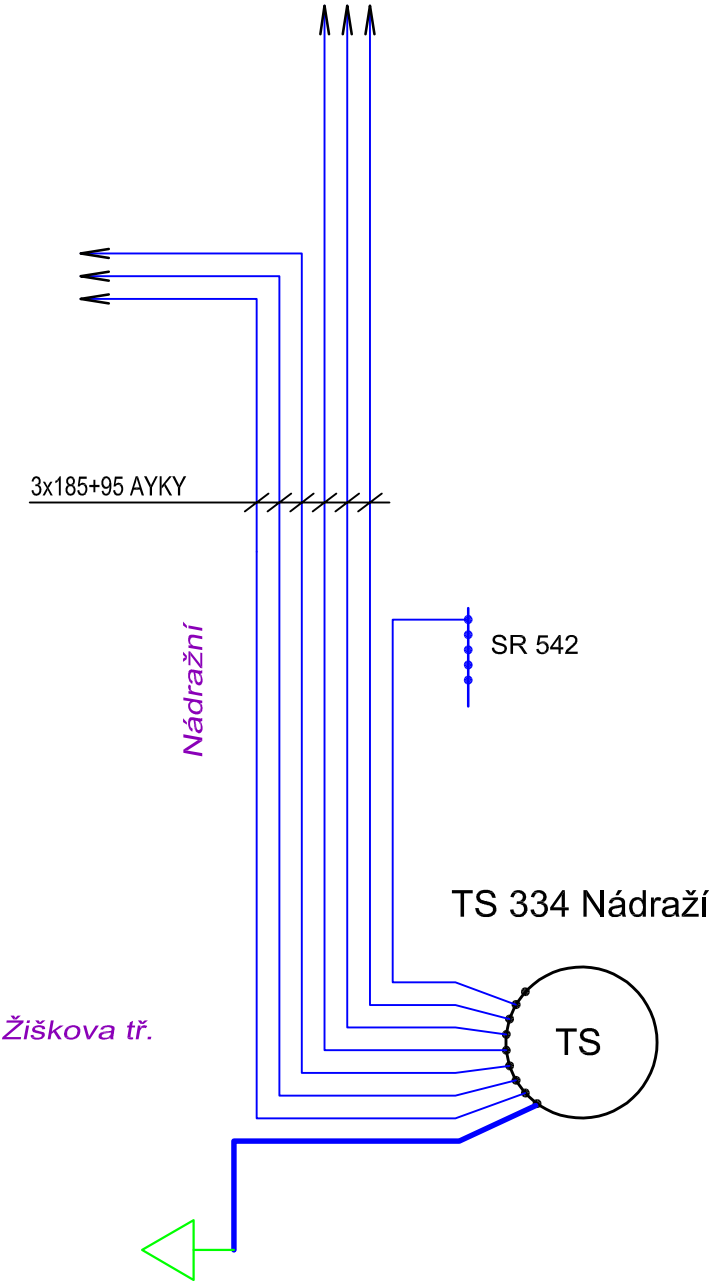 3x185+95 AYKY
Nádražní
SR 542
TS 334 Nádraží
Žiškova tř.
TS